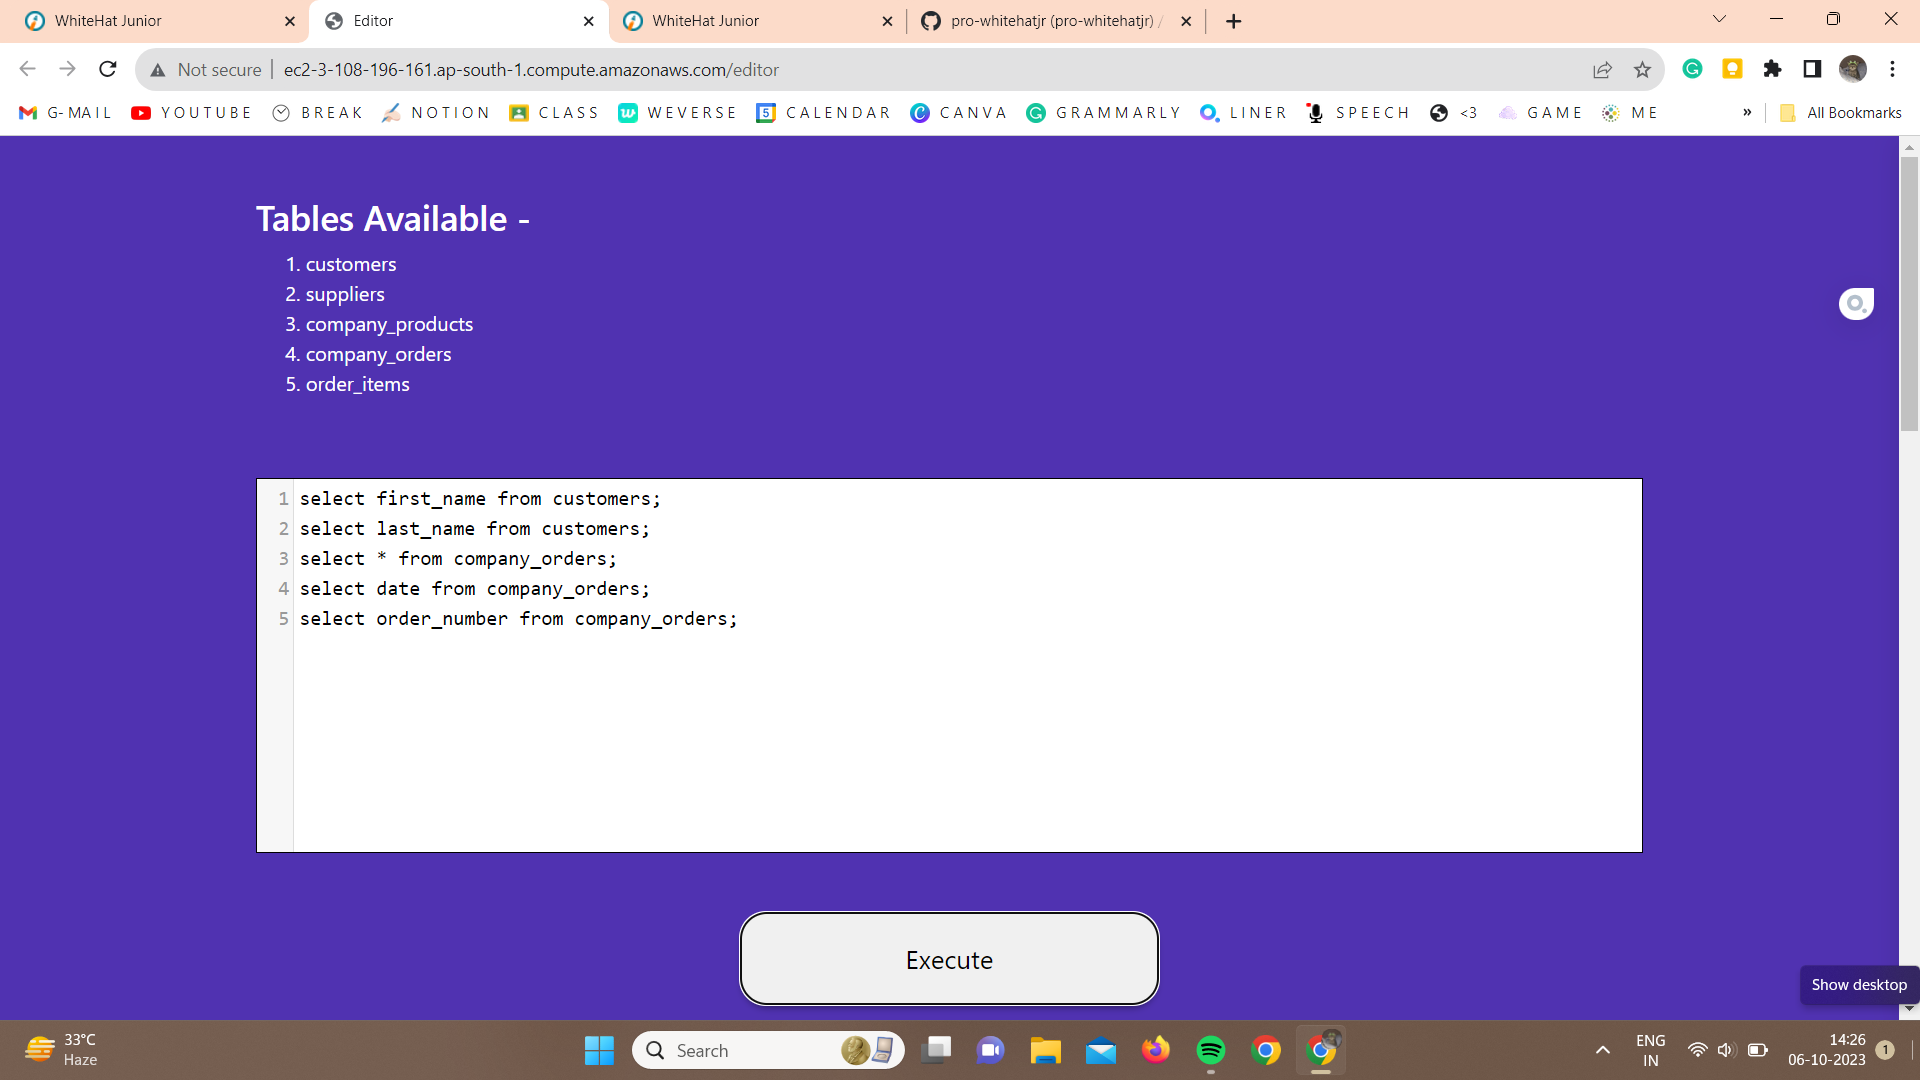 WhiteHat Junior
Editor
WhiteHat Junior
pro-whitehatjr (pro-whitehatjr) /
Not secure
ec2-3-108-196-161.ap-south-1.compute.amazonaws.com/editor
G-MAIL
YOUTUBE
BREAK
NOTION
CLASS
WEVERSE
5
CALENDAR
CANVA
GRAMMARLY
LINER
SPEECH
<3
GAME
ME
»
All Bookmarks
Tables Available -
1. customers
2. suppliers
3. company_products
4. company_orders
5. order_items
1 select first_name from customers;
2 select last_name from customers;
3 select * from company_orders;
4 select date from company_orders;
5 select order_number from company_orders;
Execute
Show desktop
33°C
Haze
Search
ENG
IN
14:26
06-10-2023
1